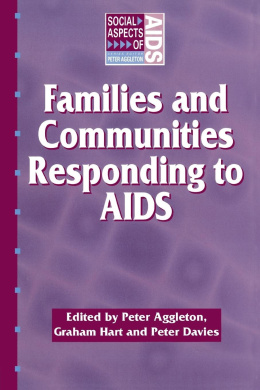 SOCIAL
ASPECTS
OF
AIDS
SERIES EDITOR
PETER AGGLETON
Families and
Communities
Responding to
AIDS
Edited by Peter Aggleton,
Graham Hart and Peter Davies